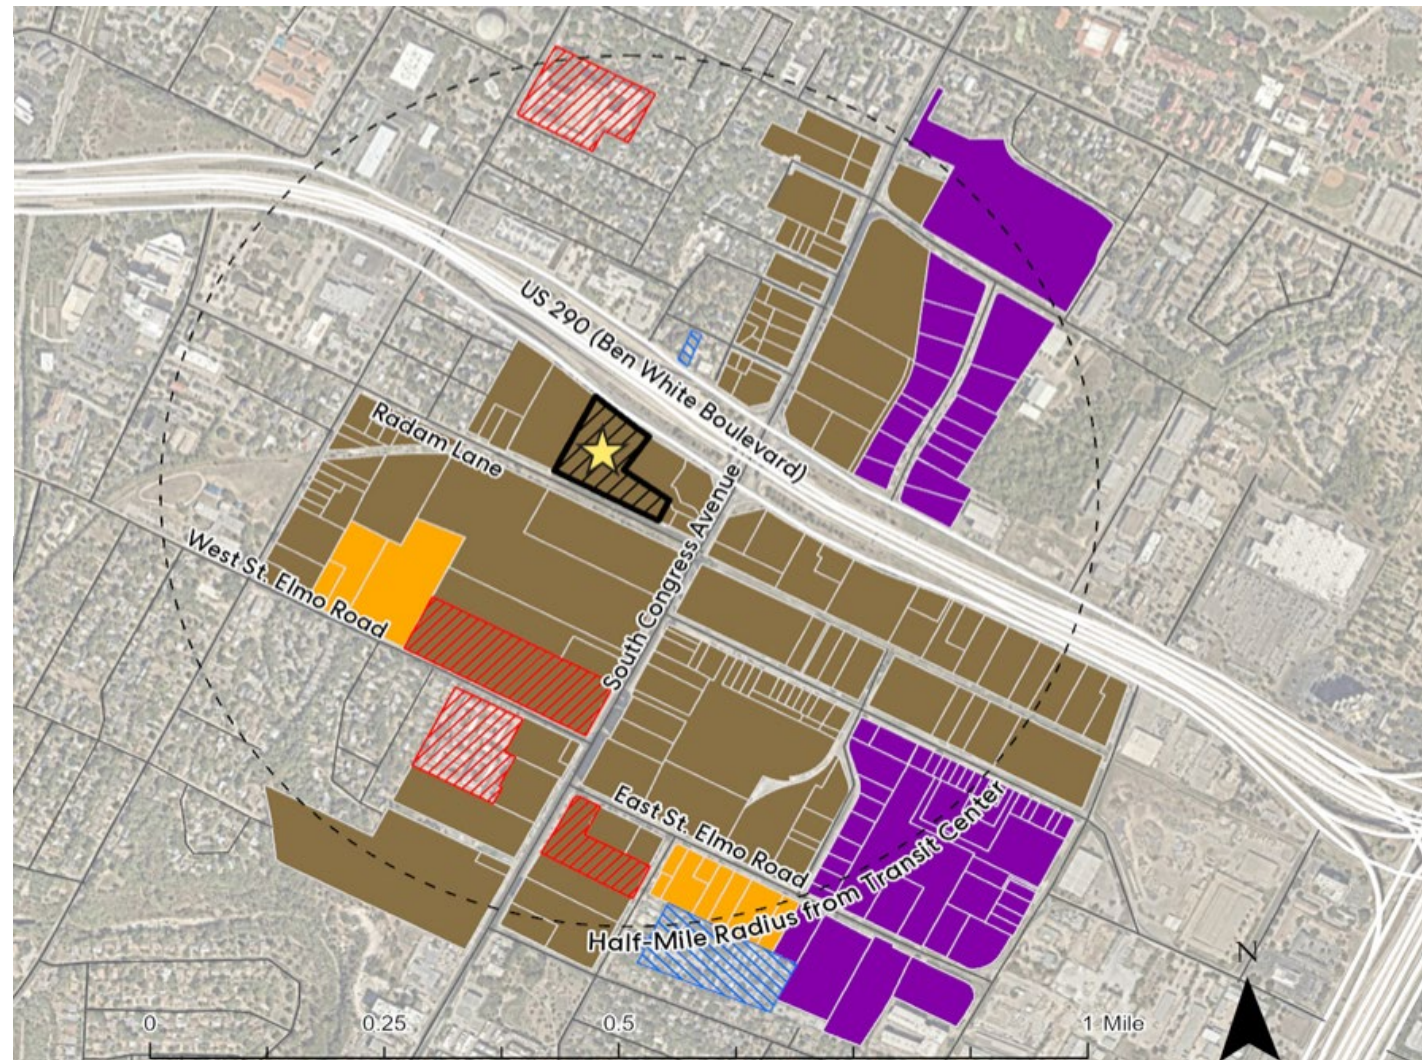 US 290 (Ben White Boulevard)
Radam Lane
South Congress Avenue
West St. Elmo Road
East St. Elmo Road
Half-Mile Radius from Transit Center
N
0 0.25 0.5 1 Mile